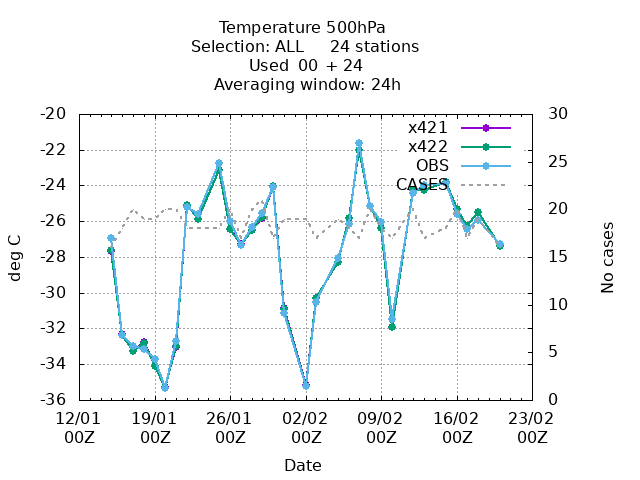 Temperature 500hPa
Selection: ALL     24 stations
Used  00 + 24
Averaging window: 24h
-20
-22
-24
-26
-28
-30
-32
-34
-36
30
25
20
15
10
5
0
x421
x422
OBS
CASES
deg C
No cases
12/01 19/01 26/01 02/02 09/02 16/02 23/02
00Z 00Z 00Z 00Z 00Z 00Z 00Z
Date